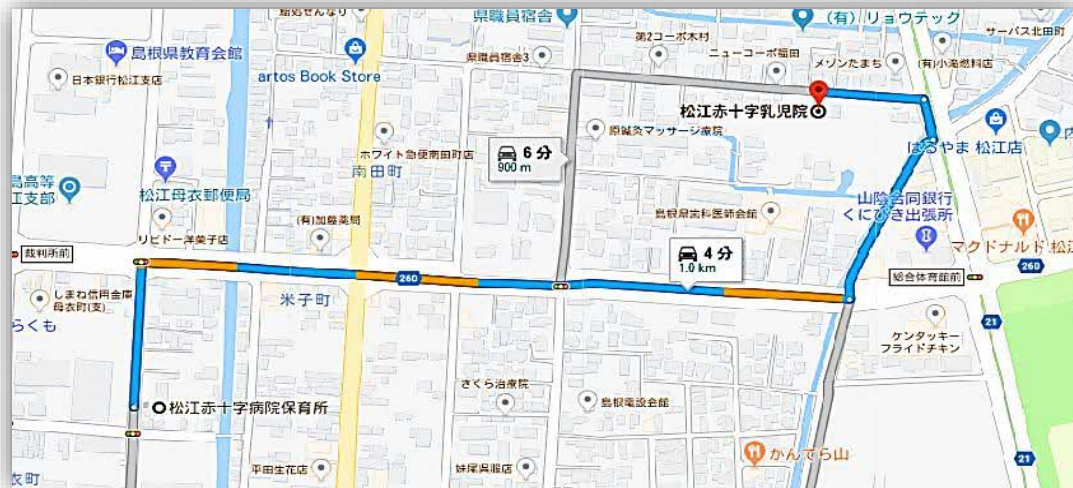 県職員宿舎
(有)リョウテック
島根県教育会館
第2コーポ木村
サーパス北田町
artos Book Store
県職員宿舎3
ニューコーポ福田
メゾンたまち
(有)小滝燃料店
日本銀行松江支店
松江赤十字乳児院
原鍼灸マッサージ療院
はるやま 松江店
ホワイト急便南田町店
6 分
900 m
南田町
松江母衣郵便局
島根県歯科医師会館
山陰合同銀行
くにびき出張所
(有)加藤薬局
リビドー洋菓子店
マクドナルド 松江
裁判所前
4 分
1.0 km
260
総合体育館前
260
しまね信用金庫
母衣町(支)
米子町
21
ケンタッキー
フライドチキン
らくも
さくら治療院
松江赤十字病院保育所
島根電設会館
かんてら山
平田生花店
妹尾呉服店
21
衣町